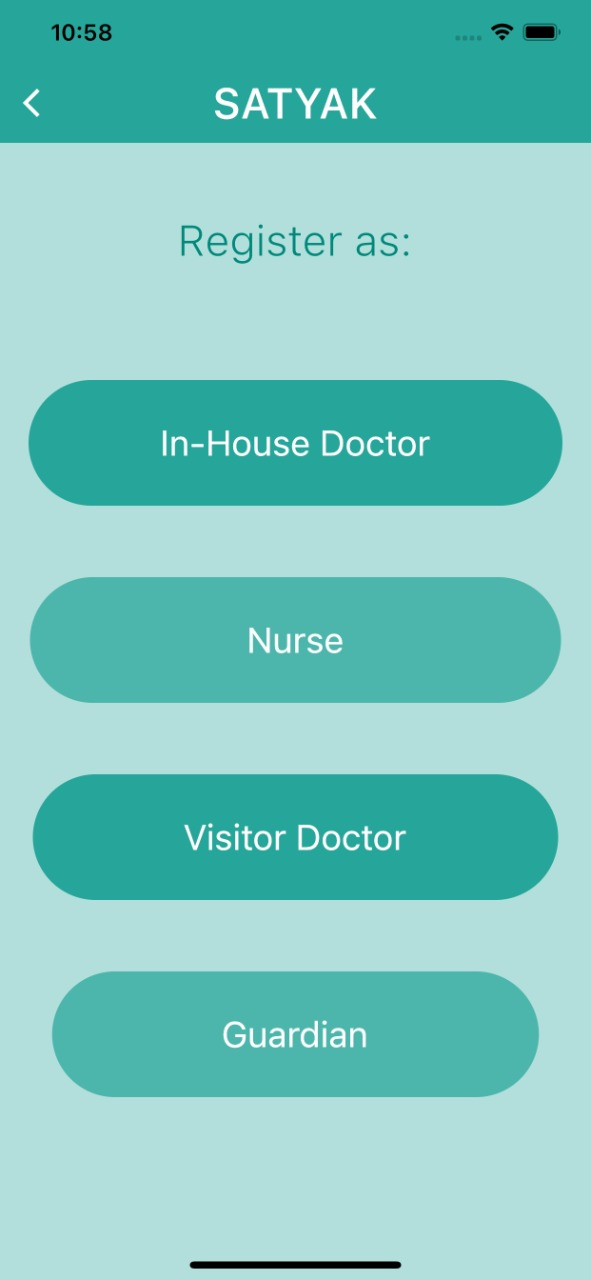 10:58
SATYAK
Register as:
In-House Doctor
Nurse
Visitor Doctor
Guardian